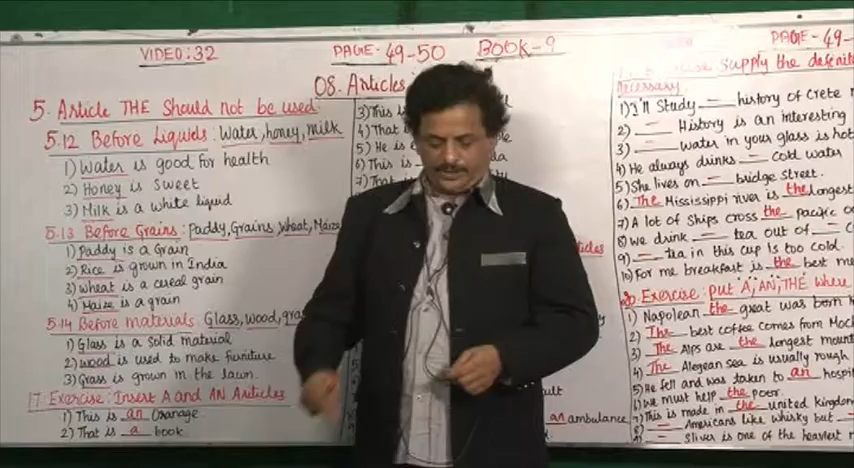 VIDEO: 32
PAGE-49-50 BOOK-9
PAGE-49-
08. Articles
5. Article THE Should not be used
5.12 Before Liquids: Water, honey, milk
1) Water is good for health
2) Honey is sweet
3) Milk is a white liquid
5.13 Before Grains: Paddy, Grains, wheat, Maize
1) Paddy is a Grain
2) Rice is grown in India
3) Wheat is a cereal grain
4) Maize is a grain
5.14 Before materials Glass, wood, gras
1) Glass is a Solid material
2) wood is used to make furniture
3) Grass is grown in the lawn.
17. Exercise: Insert A and AN Articles
1) This is an Orange
2) That is a book
3) This is
4) That
5) He is
6) This is
7) That
Articles
an ambulance
Supply the definit
Necessary.
1) I'll Study — history of Crete
2) — History is an interesting
3) — water in your glass is hot
4) He always drinks — cold water
5) She lives on — bridge street.
6) The Mississippi river is the longest
7) A lot of Ships cross the pacific
8) we drink — tea out of —
9) — tea in this cup is too cold.
10) For me breakfast is the best
20. Exercise: put A, AN, THE where
1) Napolean the great was born
2) The best coffee comes from Moc
3) The Alps are the longest mount
4) The Alegean sea is usually rough
5) He fell and was taken to an hospi
6) We must help the poor.
7) This is made in the united kingdom
8) — Americans like whisky but —
Sliver is one of the heaviest